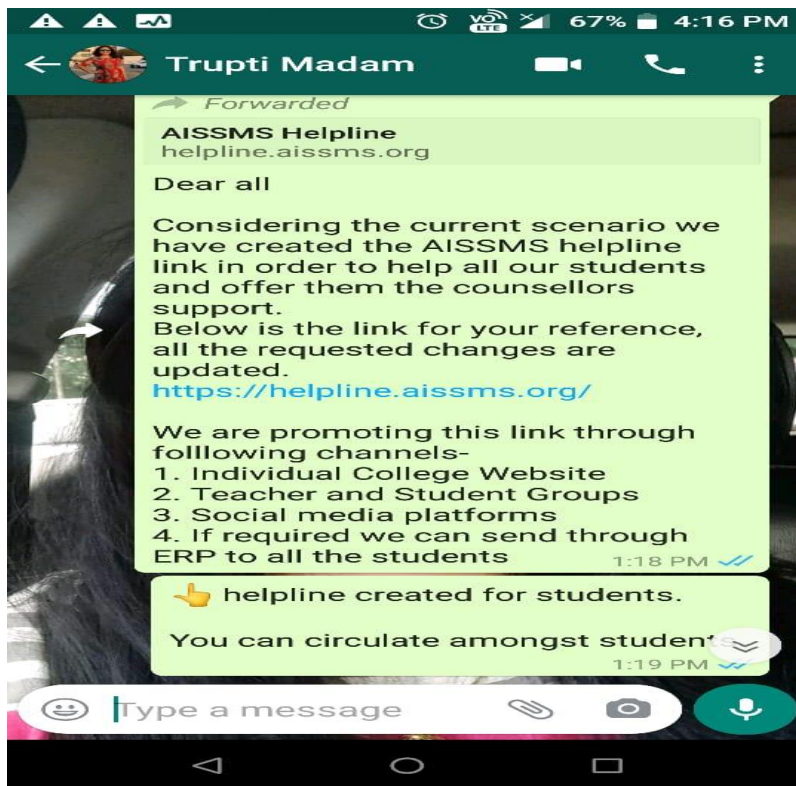 67% 4:16 PM
VO
LTE
Trupti Madam
Forwarded
AISSMS Helpline
helpline.aissms.org
Dear all
Considering the current scenario we
have created the AISSMS helpline
link in order to help all our students
and offer them the counsellors
support.
Below is the link for your reference,
all the requested changes are
updated.
https://helpline.aissms.org/
We are promoting this link through
folllowing channels-
1. Individual College Website
2. Teacher and Student Groups
3. Social media platforms
4. If required we can send through
ERP to all the students
1:18 PM
👆 helpline created for students.
You can circulate amongst students
1:19 PM
Type a message